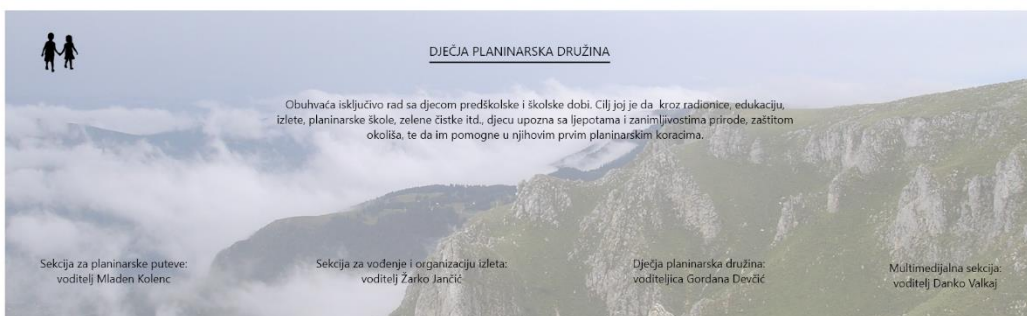 DJEČJA PLANINARSKA DRUŽINA
Obuhvaća isključivo rad sa djecom predškolske i školske dobi. Cilj joj je da kroz radionice, edukaciju,
izlete, planinarske škole, zelene čistke itd., djecu upozna sa ljepotama i zanimljivostima prirode, zaštitom
okoliša, te da im pomogne u njihovim prvim planinarskim koracima.
Sekcija za planinarske puteve:
voditelj Mladen Kolenc
Sekcija za vođenje i organizaciju izleta:
voditelj Žarko Jančić
Dječja planinarska družina:
voditeljica Gordana Devčić
Multimedijalna sekcija:
voditelj Danko Valkaj